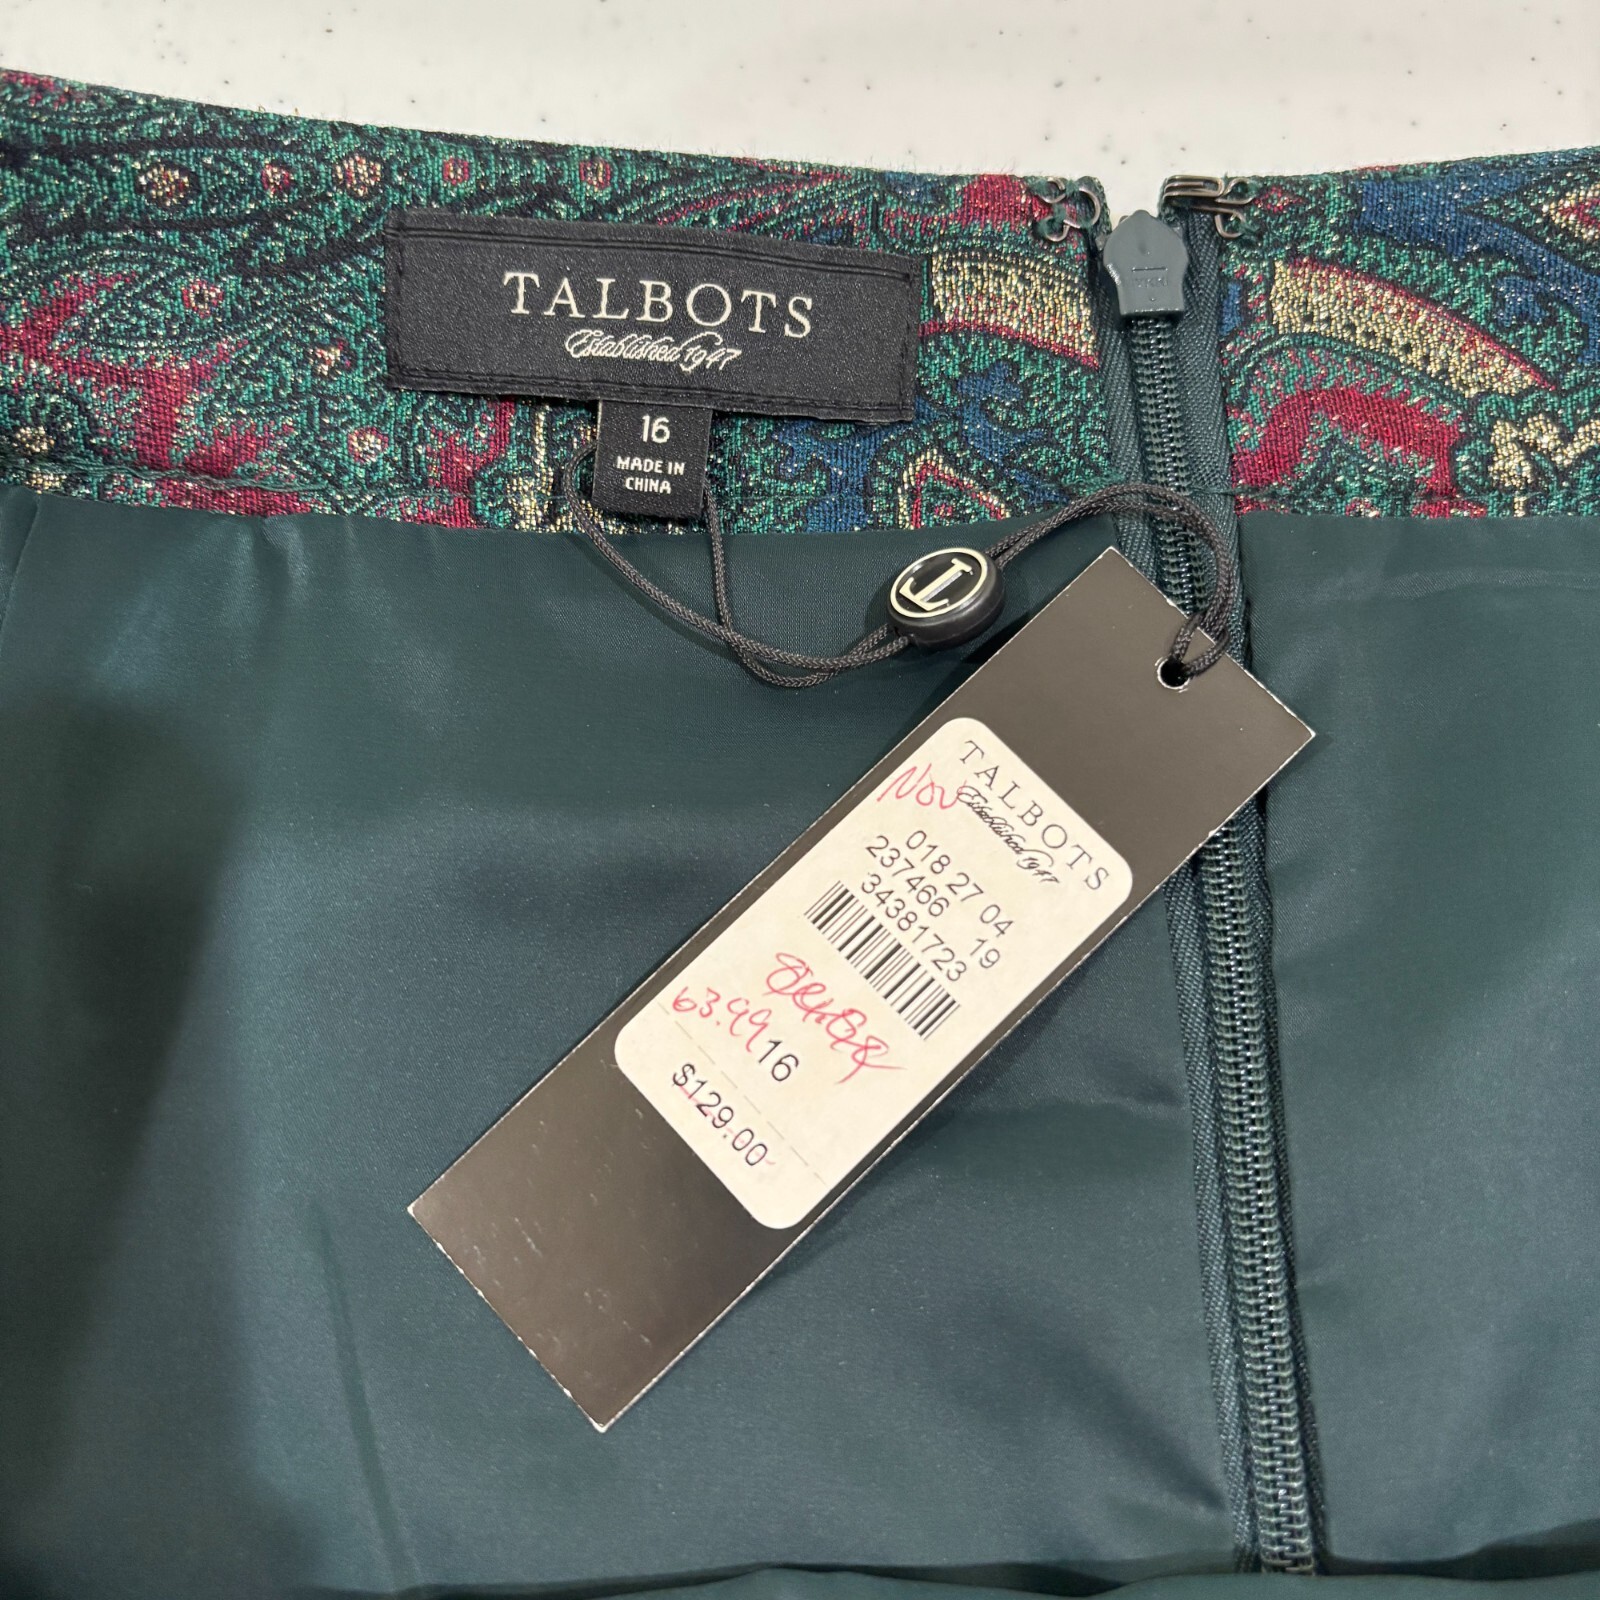 TALBOTS
Established 1947
16
MADE IN
CHINA
TALBOTS
Established 1947
Nov
018 27 04
237466 19
34381723
63.99
16
$129.00